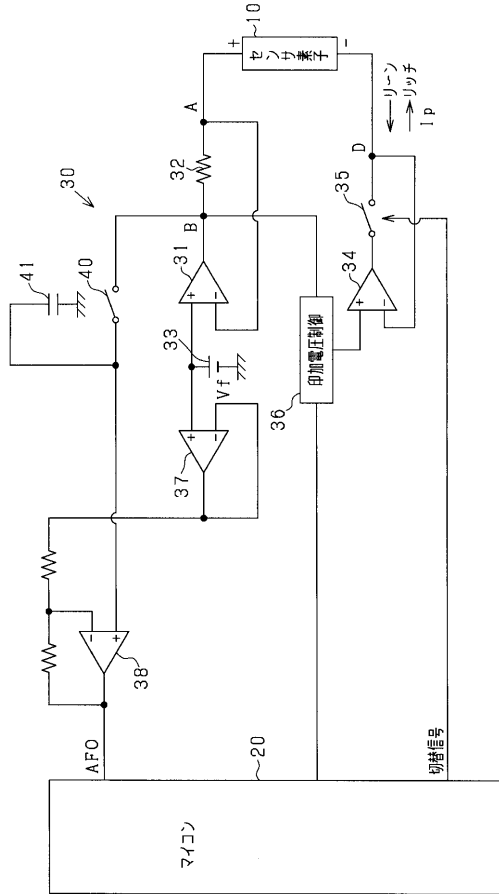 30
41
40
B
32
A
+
センサ素子
-
10
31
+
-
33
Vf
37
+
-
38
-
+
AFO
20
マイコン
36
印加電圧制御
34
+
-
35
D
リーン
リッチ
Ip
切替信号